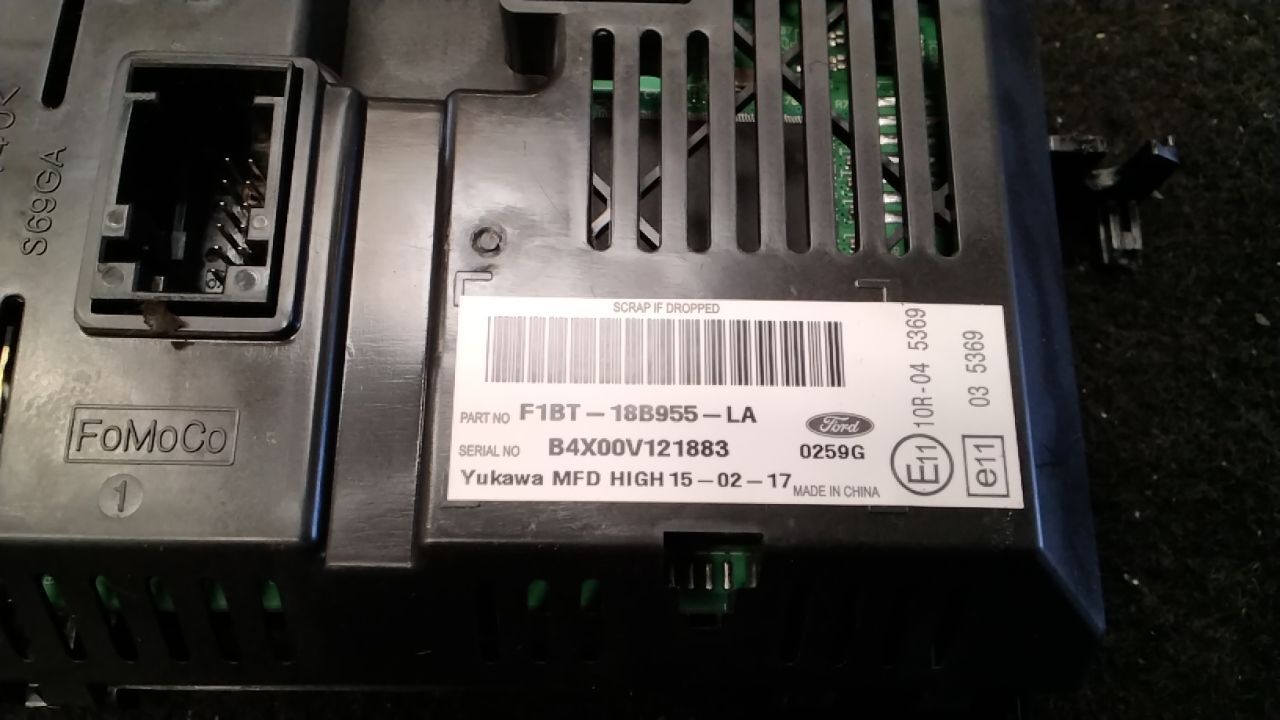 S69GA
FoMoCo
1
SCRAP IF DROPPED
PART NO F1BT-18B955-LA
Ford
SERIAL NO B4X00V121883
0259G
Yukawa MFD HIGH 15-02-17
MADE IN CHINA
10R-04 5369
E11
03 5369
e11